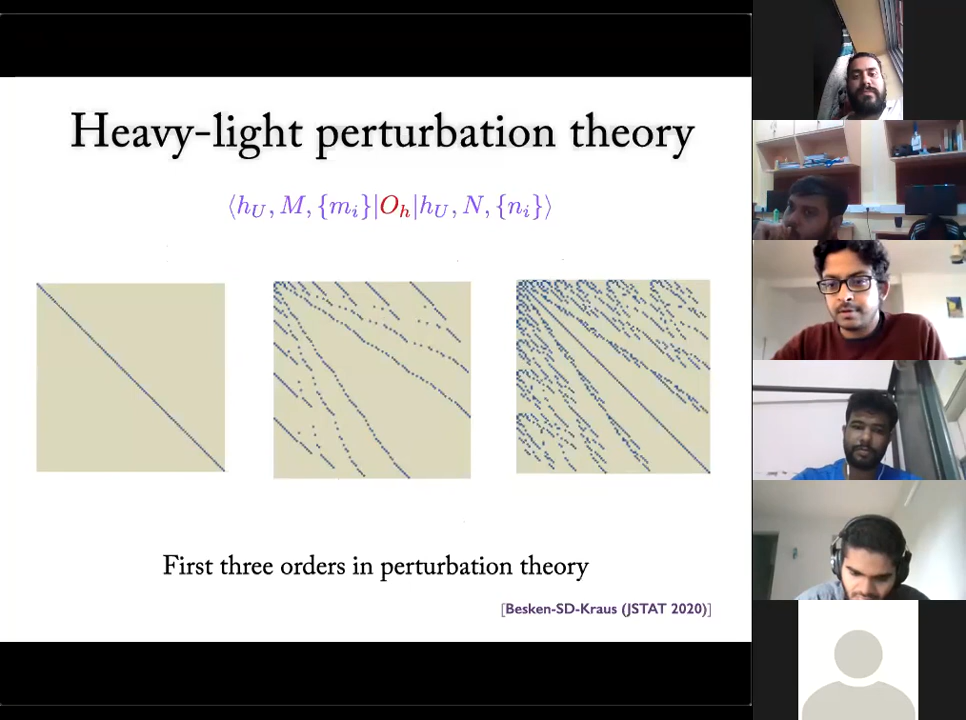 Heavy-light perturbation theory
⟨h_U, M, {m_i}|O_h|h_U, N, {n_i}⟩
First three orders in perturbation theory
[Besken-SD-Kraus (JSTAT 2020)]